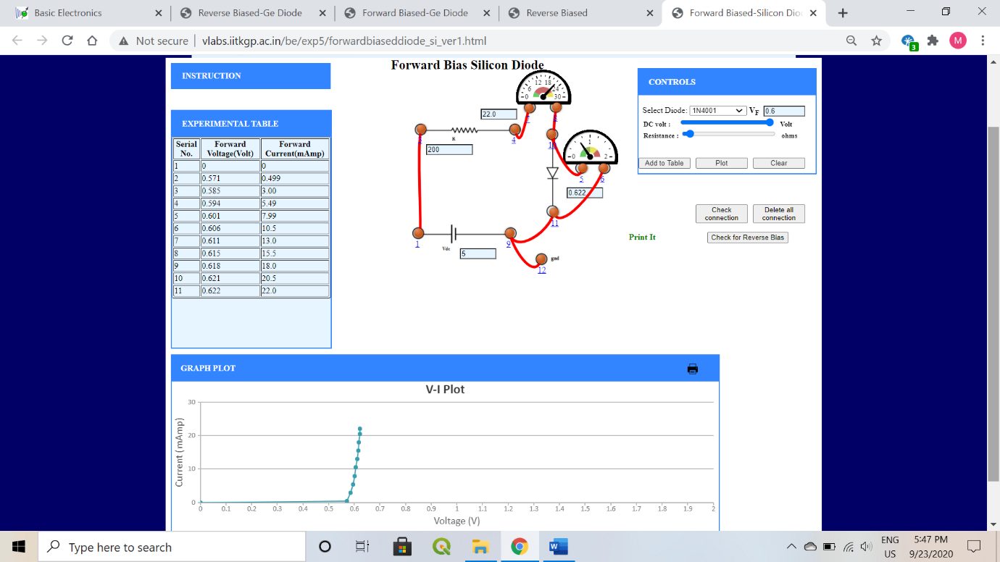 Basic Electronics
Reverse Biased-Ge Diode
Forward Biased-Ge Diode
Reverse Biased
Forward Biased-Silicon Dio
Not secure
vlabs.iitkgp.ac.in/be/exp5/forwardbiaseddiode_si_ver1.html
3
M
INSTRUCTION
EXPERIMENTAL TABLE
Serial No. Forward Voltage(Volt) Forward Current(mAmp)
1 0 0
2 0.571 0.499
3 0.585 3.00
4 0.594 5.49
5 0.601 7.99
6 0.606 10.5
7 0.611 13.0
8 0.615 15.5
9 0.618 18.0
10 0.621 20.5
11 0.622 22.0
Forward Bias Silicon Diode
6 12 18 24
0 30
22.0
4
R
200
1
0 2
5 6
0.622
11
1
Vdc
5
9
gnd
12
CONTROLS
Select Diode: 1N4001 VF 0.6
DC volt : Volt
Resistance : ohms
Add to Table Plot Clear
Check connection
Delete all connection
Print It
Check for Reverse Bias
GRAPH PLOT
V-I Plot
Current (mAmp)
30
20
10
0
0 0.1 0.2 0.3 0.4 0.5 0.6 0.7 0.8 0.9 1 1.1 1.2 1.3 1.4 1.5 1.6 1.7 1.8 1.9 2
Voltage (V)
Type here to search
W
ENG
US
5:47 PM
9/23/2020